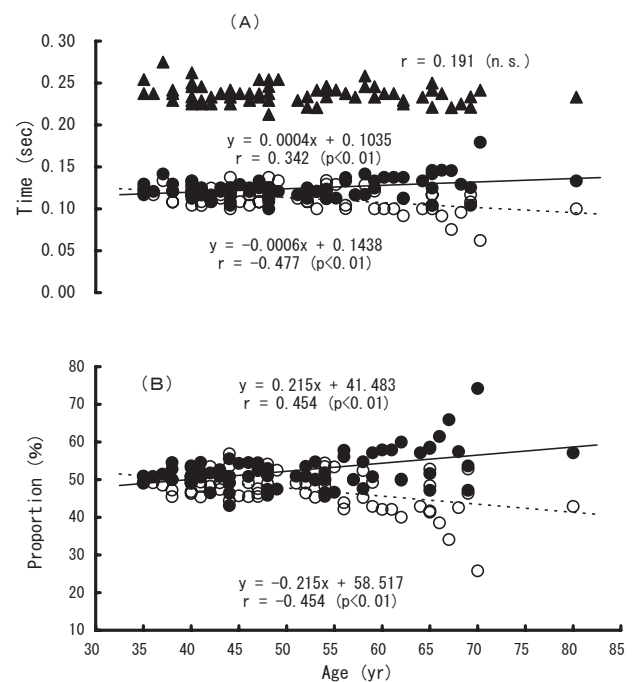 (A)
0.30
r = 0.191 (n.s.)
0.25
0.20
y = 0.0004x + 0.1035
r = 0.342 (p<0.01)
0.15
Time (sec)
0.10
y = -0.0006x + 0.1438
r = -0.477 (p<0.01)
0.05
0.00
80
(B)
y = 0.215x + 41.483
r = 0.454 (p<0.01)
70
60
50
Proportion (%)
40
30
y = -0.215x + 58.517
r = -0.454 (p<0.01)
20
10
30 35 40 45 50 55 60 65 70 75 80 85
Age (yr)